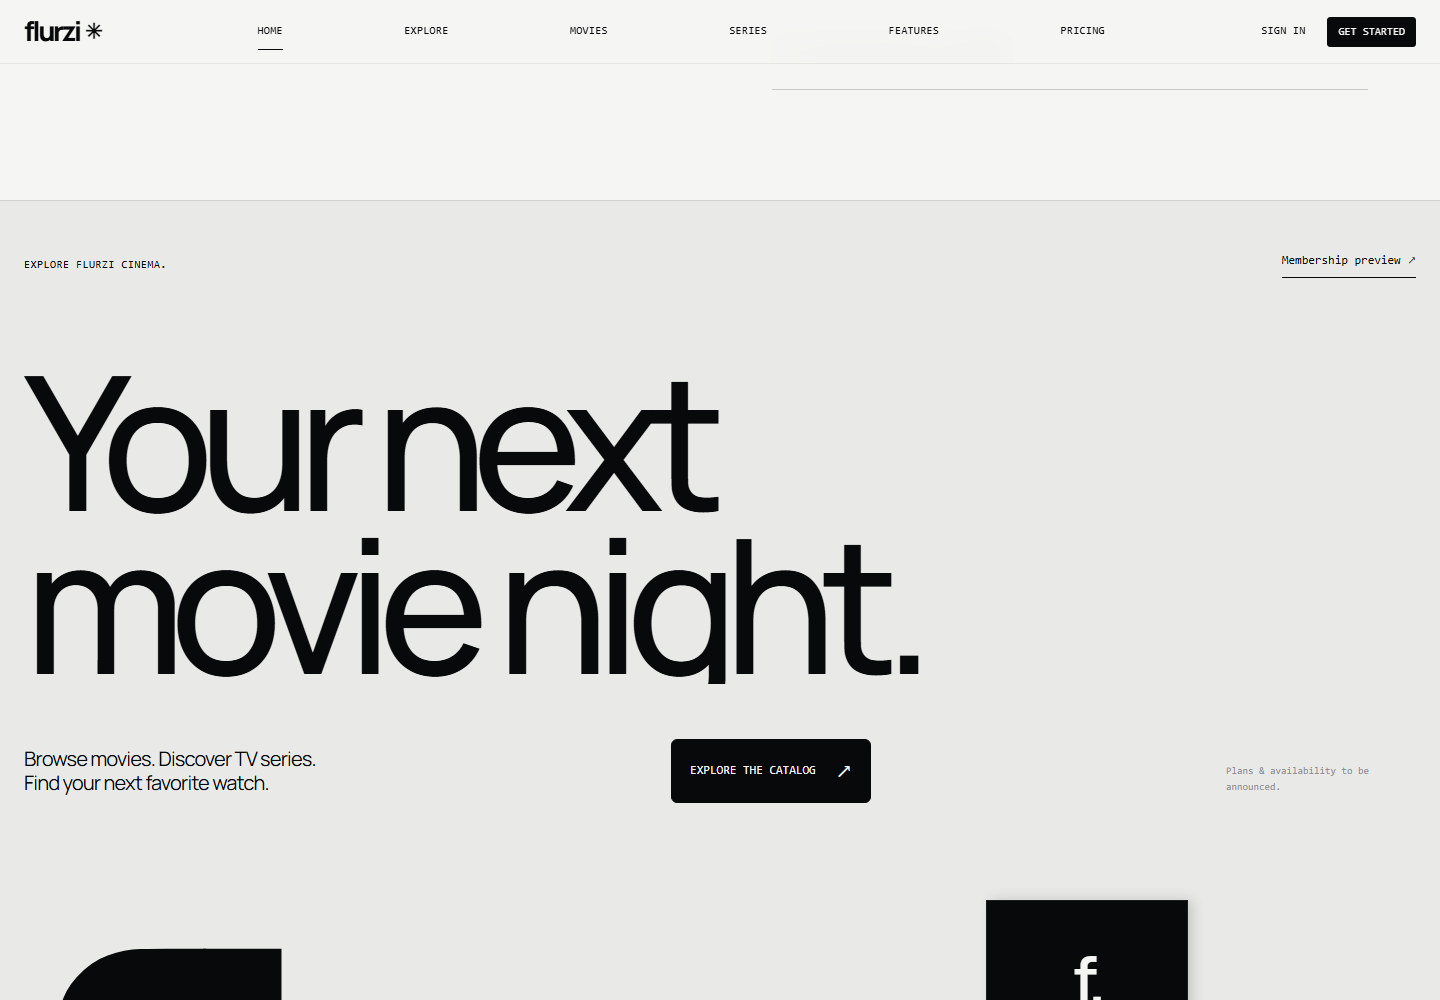 flurzi
HOME
EXPLORE
MOVIES
SERIES
FEATURES
PRICING
SIGN IN
GET STARTED
EXPLORE FLURZI CINEMA.
Membership preview ↗
Your next
movie night.
Browse movies. Discover TV series.
Find your next favorite watch.
EXPLORE THE CATALOG ↗
Plans & availability to be
announced.
f.